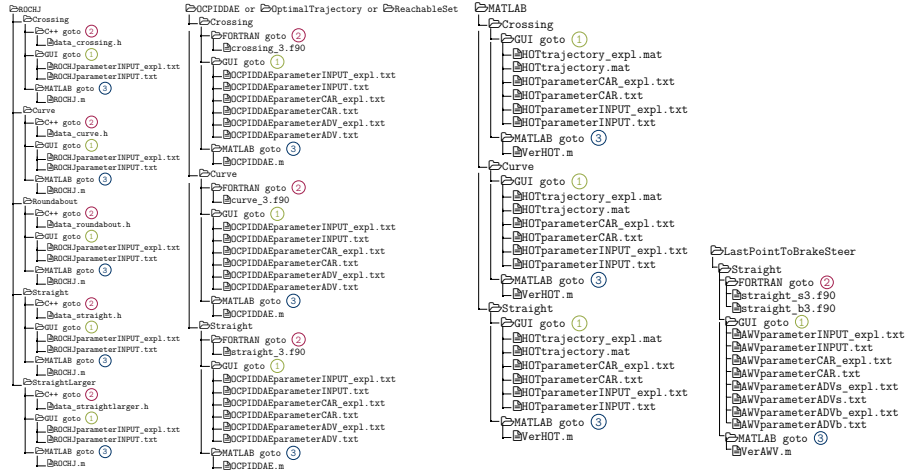 ROCHJ
Crossing
C++ goto 2
data_crossing.h
GUI goto 1
ROCHJparameterINPUT_expl.txt
ROCHJparameterINPUT.txt
MATLAB goto 3
ROCHJ.m
Curve
C++ goto 2
data_curve.h
GUI goto 1
ROCHJparameterINPUT_expl.txt
ROCHJparameterINPUT.txt
MATLAB goto 3
ROCHJ.m
Roundabout
C++ goto 2
data_roundabout.h
GUI goto 1
ROCHJparameterINPUT_expl.txt
ROCHJparameterINPUT.txt
MATLAB goto 3
ROCHJ.m
Straight
C++ goto 2
data_straight.h
GUI goto 1
ROCHJparameterINPUT_expl.txt
ROCHJparameterINPUT.txt
MATLAB goto 3
ROCHJ.m
StraightLarger
C++ goto 2
data_straightlarger.h
GUI goto 1
ROCHJparameterINPUT_expl.txt
ROCHJparameterINPUT.txt
MATLAB goto 3
ROCHJ.m
OCPIDDAE or OptimalTrajectory or ReachableSet
Crossing
FORTRAN goto 2
crossing_3.f90
GUI goto 1
OCPIDDAEparameterINPUT_expl.txt
OCPIDDAEparameterINPUT.txt
OCPIDDAEparameterCAR_expl.txt
OCPIDDAEparameterCAR.txt
OCPIDDAEparameterADV_expl.txt
OCPIDDAEparameterADV.txt
MATLAB goto 3
OCPIDDAE.m
Curve
FORTRAN goto 2
curve_3.f90
GUI goto 1
OCPIDDAEparameterINPUT_expl.txt
OCPIDDAEparameterINPUT.txt
OCPIDDAEparameterCAR_expl.txt
OCPIDDAEparameterCAR.txt
OCPIDDAEparameterADV_expl.txt
OCPIDDAEparameterADV.txt
MATLAB goto 3
OCPIDDAE.m
Straight
FORTRAN goto 2
straight_3.f90
GUI goto 1
OCPIDDAEparameterINPUT_expl.txt
OCPIDDAEparameterINPUT.txt
OCPIDDAEparameterCAR_expl.txt
OCPIDDAEparameterCAR.txt
OCPIDDAEparameterADV_expl.txt
OCPIDDAEparameterADV.txt
MATLAB goto 3
OCPIDDAE.m
MATLAB
Crossing
GUI goto 1
HOTtrajectory_expl.mat
HOTtrajectory.mat
HOTparameterCAR_expl.txt
HOTparameterCAR.txt
HOTparameterINPUT_expl.txt
HOTparameterINPUT.txt
MATLAB goto 3
VerHOT.m
Curve
GUI goto 1
HOTtrajectory_expl.mat
HOTtrajectory.mat
HOTparameterCAR_expl.txt
HOTparameterCAR.txt
HOTparameterINPUT_expl.txt
HOTparameterINPUT.txt
MATLAB goto 3
VerHOT.m
Straight
GUI goto 1
HOTtrajectory_expl.mat
HOTtrajectory.mat
HOTparameterCAR_expl.txt
HOTparameterCAR.txt
HOTparameterINPUT_expl.txt
HOTparameterINPUT.txt
MATLAB goto 3
VerHOT.m
LastPointToBrakeSteer
Straight
FORTRAN goto 2
straight_s3.f90
straight_b3.f90
GUI goto 1
AWVparameterINPUT_expl.txt
AWVparameterINPUT.txt
AWVparameterCAR_expl.txt
AWVparameterCAR.txt
AWVparameterADVs_expl.txt
AWVparameterADVs.txt
AWVparameterADVb_expl.txt
AWVparameterADVb.txt
MATLAB goto 3
VerAWV.m